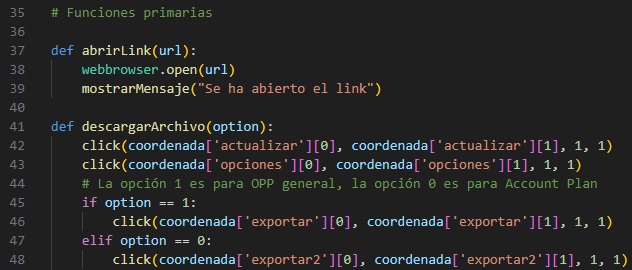 35 # Funciones primarias
36
37 def abrirLink(url):
38     webbrowser.open(url)
39     mostrarMensaje("Se ha abierto el link")
40
41 def descargarArchivo(option):
42     click(coordenada['actualizar'][0], coordenada['actualizar'][1], 1, 1)
43     click(coordenada['opciones'][0], coordenada['opciones'][1], 1, 1)
44     # La opción 1 es para OPP general, la opción 0 es para Account Plan
45     if option == 1:
46         click(coordenada['exportar'][0], coordenada['exportar'][1], 1, 1)
47     elif option == 0:
48         click(coordenada['exportar2'][0], coordenada['exportar2'][1], 1, 1)